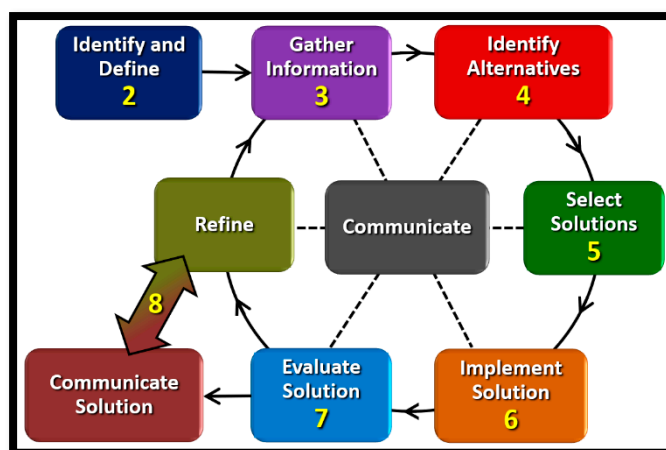 Identify and
Define
2
Gather
Information
3
Identify
Alternatives
4
Refine
Communicate
Select
Solutions
5
8
Communicate
Solution
Evaluate
Solution
7
Implement
Solution
6